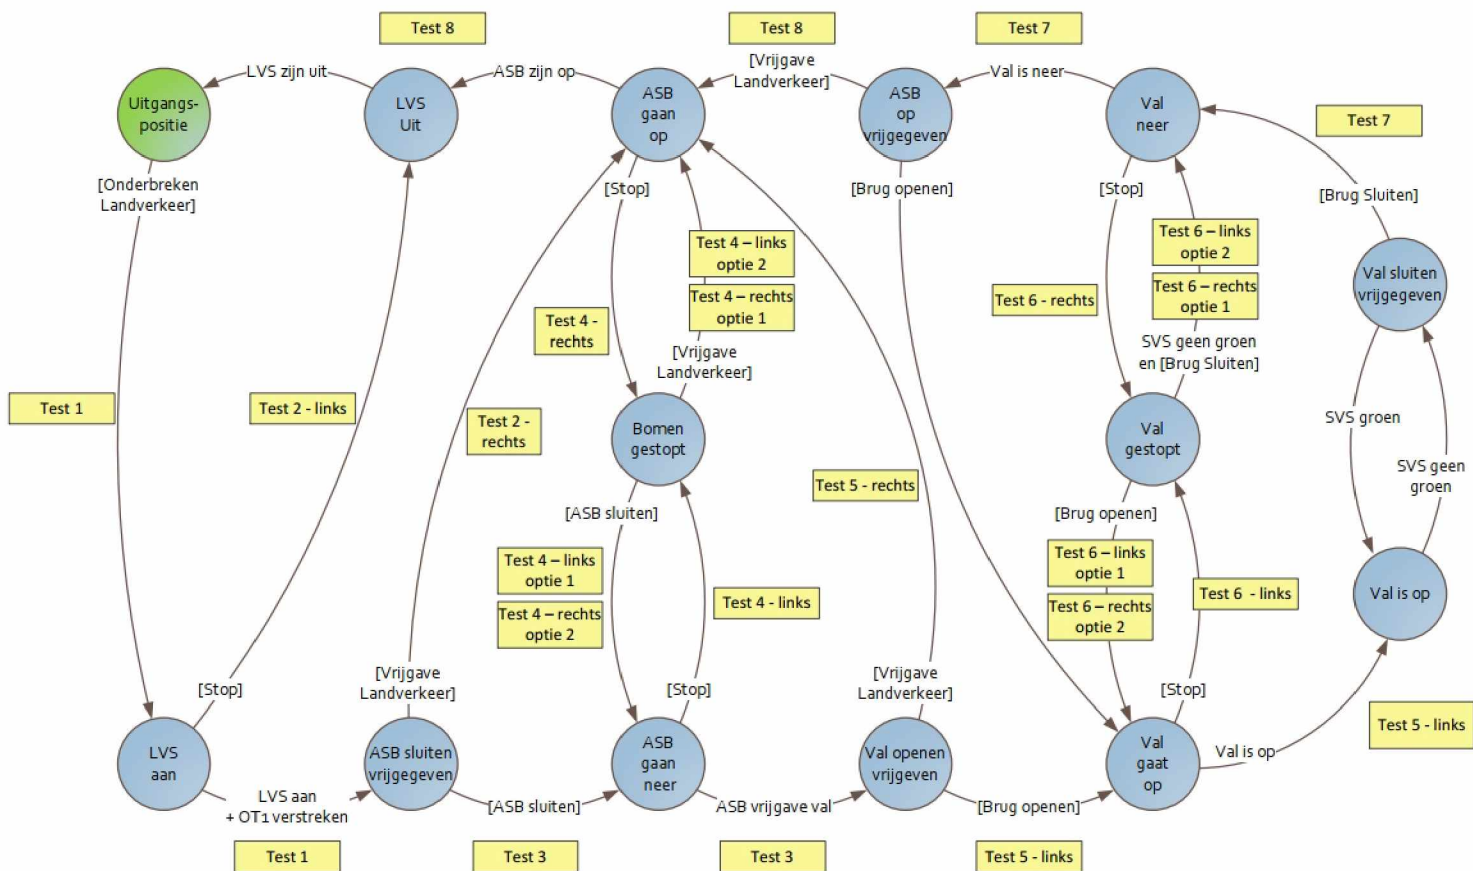 Test 8
Test 8
Test 7
LVS zijn uit
ASB zijn op
[Vrijgave
Landverkeer]
Val is neer
Uitgangs-
positie
LVS
Uit
ASB
gaan
op
ASB
op
vrijgegeven
Val
neer
Test 7
[Onderbreken
Landverkeer]
[Stop]
[Brug openen]
[Stop]
[Brug Sluiten]
Test 4 – links
optie 2
Test 4 – rechts
optie 1
Test 6 – links
optie 2
Test 6 – rechts
optie 1
Val sluiten
vrijgegeven
Test 6 - rechts
Test 4 -
rechts
[Vrijgave
Landverkeer]
SVS geen groen
en [Brug Sluiten]
Test 1
Test 2 - links
Test 2 -
rechts
Bomen
gestopt
Val
gestopt
SVS groen
SVS geen
groen
Test 5 - rechts
[ASB sluiten]
[Brug openen]
Test 4 – links
optie 1
Test 4 – rechts
optie 2
Test 4 - links
Test 6 – links
optie 1
Test 6 – rechts
optie 2
Test 6 - links
Val is op
[Stop]
[Vrijgave
Landverkeer]
[Stop]
[Vrijgave
Landverkeer]
[Stop]
Test 5 - links
LVS
aan
ASB sluiten
vrijgegeven
ASB
gaan
neer
Val openen
vrijgeven
Val
gaat
op
Val is op
LVS aan
+ OT1 verstreken
[ASB sluiten]
ASB vrijgave val
[Brug openen]
Test 1
Test 3
Test 3
Test 5 - links